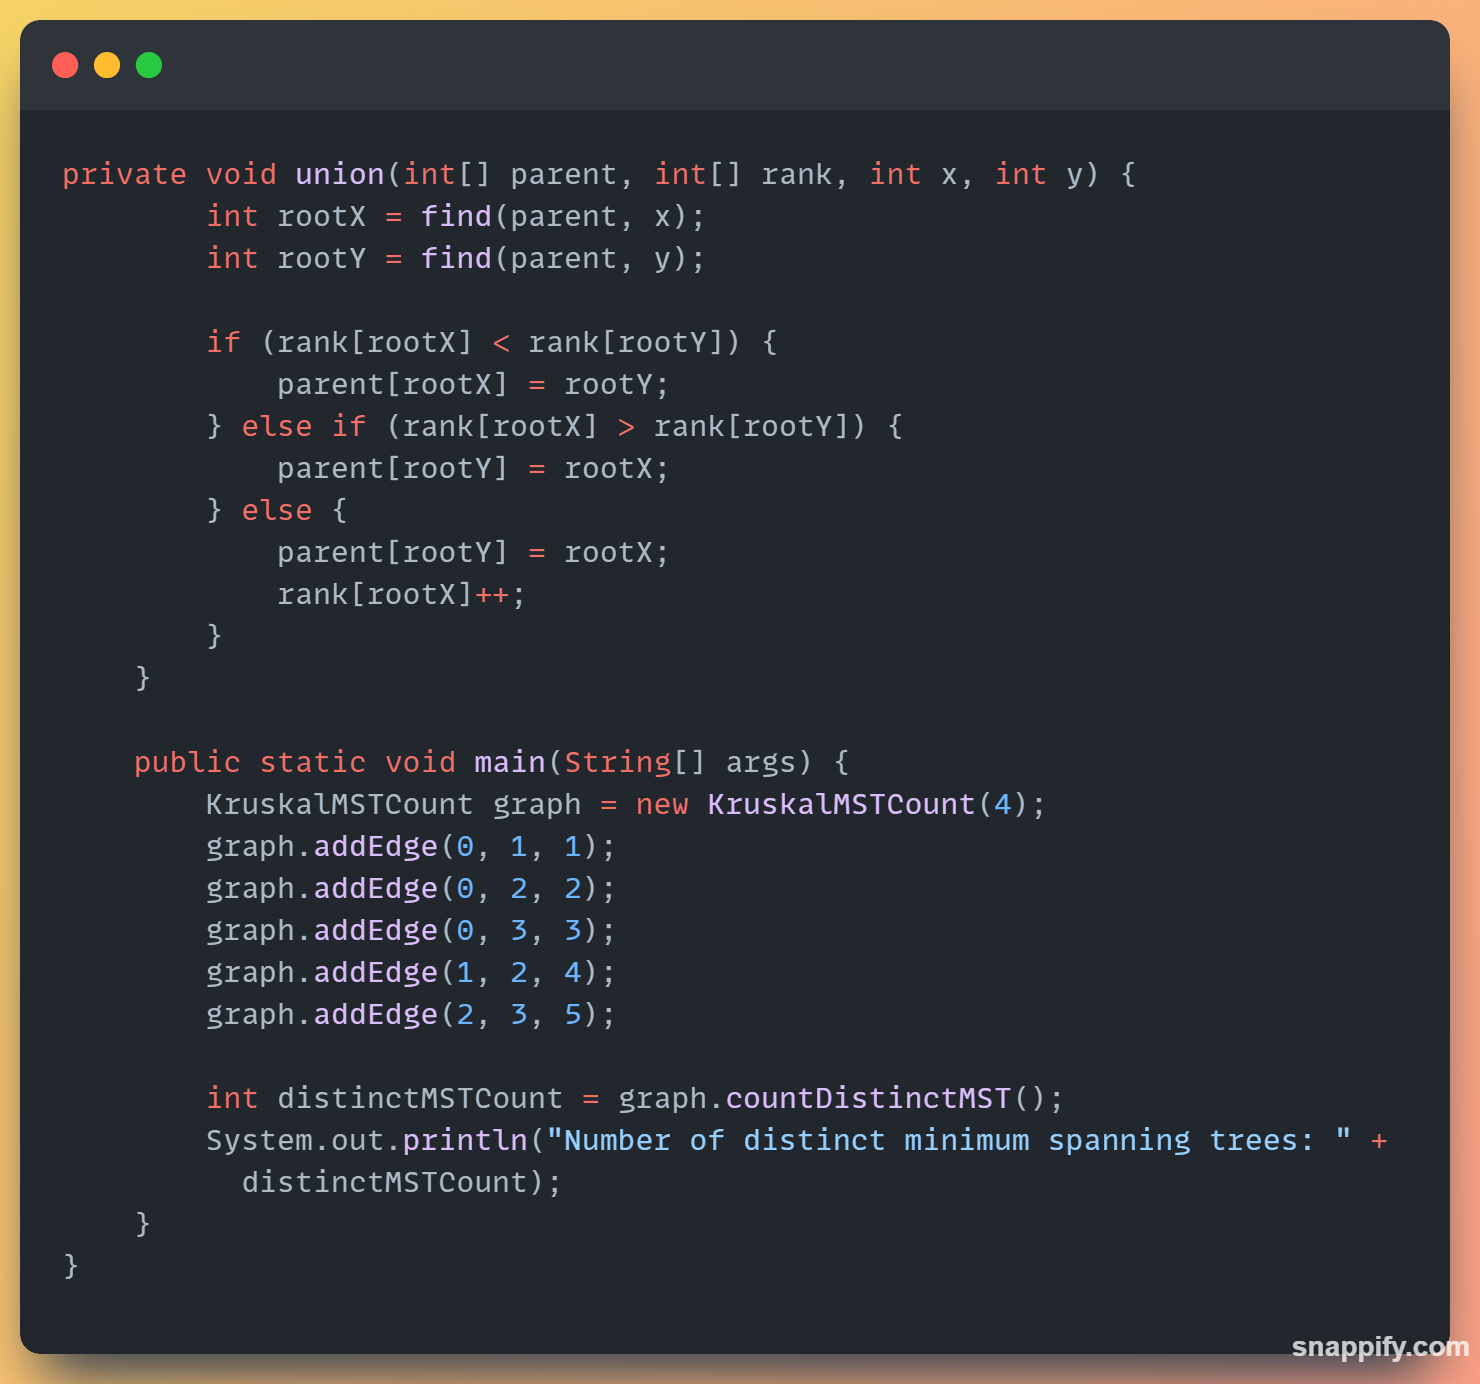 private void union(int[] parent, int[] rank, int x, int y) {
        int rootX = find(parent, x);
        int rootY = find(parent, y);

        if (rank[rootX] < rank[rootY]) {
            parent[rootX] = rootY;
        } else if (rank[rootX] > rank[rootY]) {
            parent[rootY] = rootX;
        } else {
            parent[rootY] = rootX;
            rank[rootX]++;
        }
    }

    public static void main(String[] args) {
        KruskalMSTCount graph = new KruskalMSTCount(4);
        graph.addEdge(0, 1, 1);
        graph.addEdge(0, 2, 2);
        graph.addEdge(0, 3, 3);
        graph.addEdge(1, 2, 4);
        graph.addEdge(2, 3, 5);

        int distinctMSTCount = graph.countDistinctMST();
        System.out.println("Number of distinct minimum spanning trees: " +
          distinctMSTCount);
    }
}
snappify.com